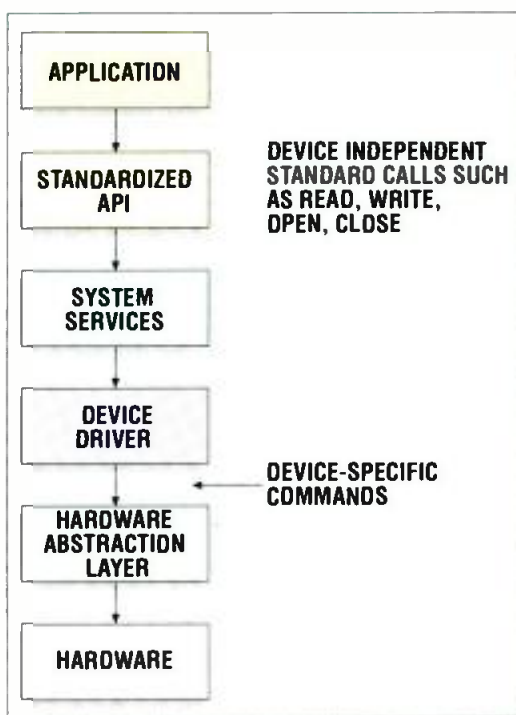 APPLICATION
STANDARDIZED
API
DEVICE INDEPENDENT
STANDARD CALLS SUCH
AS READ, WRITE,
OPEN, CLOSE
SYSTEM
SERVICES
DEVICE
DRIVER
DEVICE-SPECIFIC
COMMANDS
HARDWARE
ABSTRACTION
LAYER
HARDWARE